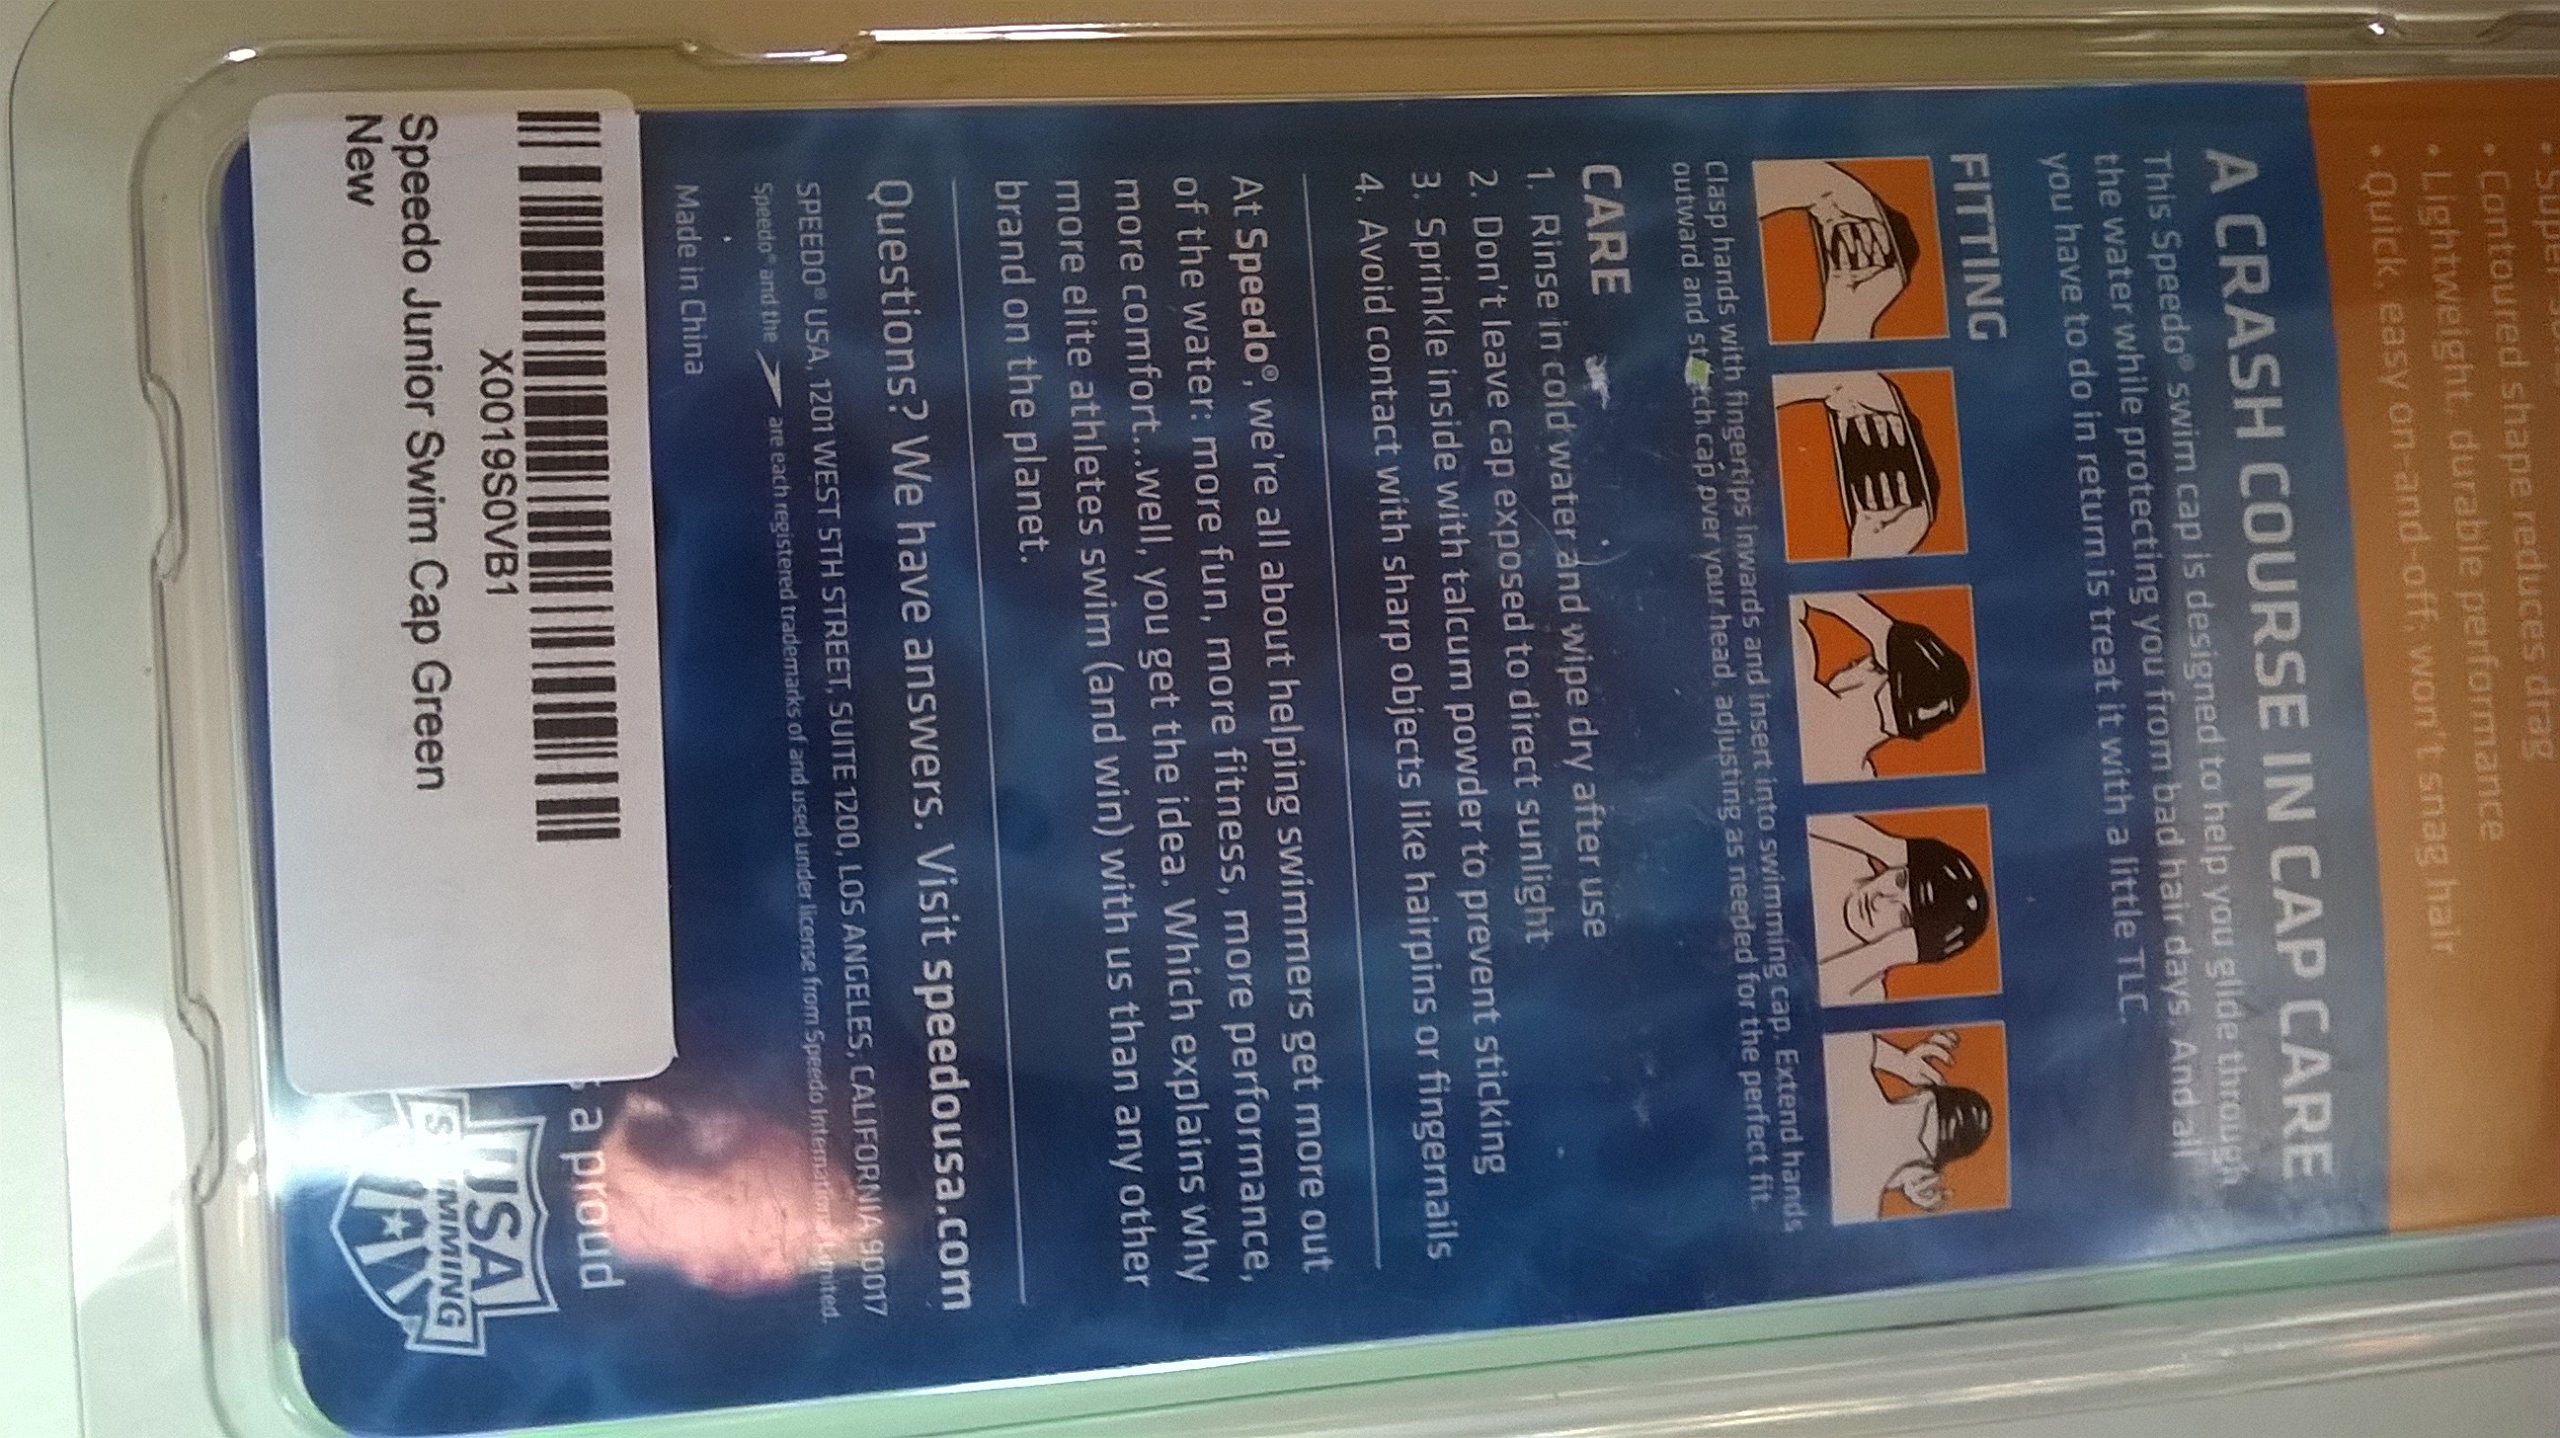 • Super
• Contoured shape reduces drag
• Lightweight, durable performance
• Quick, easy on-and-off, won't snag hair
A CRASH COURSE IN CAP CARE
This Speedo® swim cap is designed to help you glide through
the water while protecting you from bad hair days. And all
you have to do in return is treat it with a little TLC.
FITTING
Clasp hands with fingertips inwards and insert into swimming cap. Extend hands
outward and stretch cap over your head, adjusting as needed for the perfect fit.
CARE
1. Rinse in cold water and wipe dry after use
2. Don't leave cap exposed to direct sunlight
3. Sprinkle inside with talcum powder to prevent sticking
4. Avoid contact with sharp objects like hairpins or fingernails
At Speedo®, we're all about helping swimmers get more out
of the water: more fun, more fitness, more performance,
more comfort...well, you get the idea. Which explains why
more elite athletes swim (and win) with us than any other
brand on the planet.
Questions? We have answers. Visit speedousa.com
SPEEDO® USA, 1201 WEST 5TH STREET, SUITE 1200, LOS ANGELES, CALIFORNIA 90017
Speedo® and the are each registered trademarks of and used under license from Speedo International Limited.
Made in China
a proud
USA
SWIMMING
X0019S0VB1
Speedo Junior Swim Cap Green
New